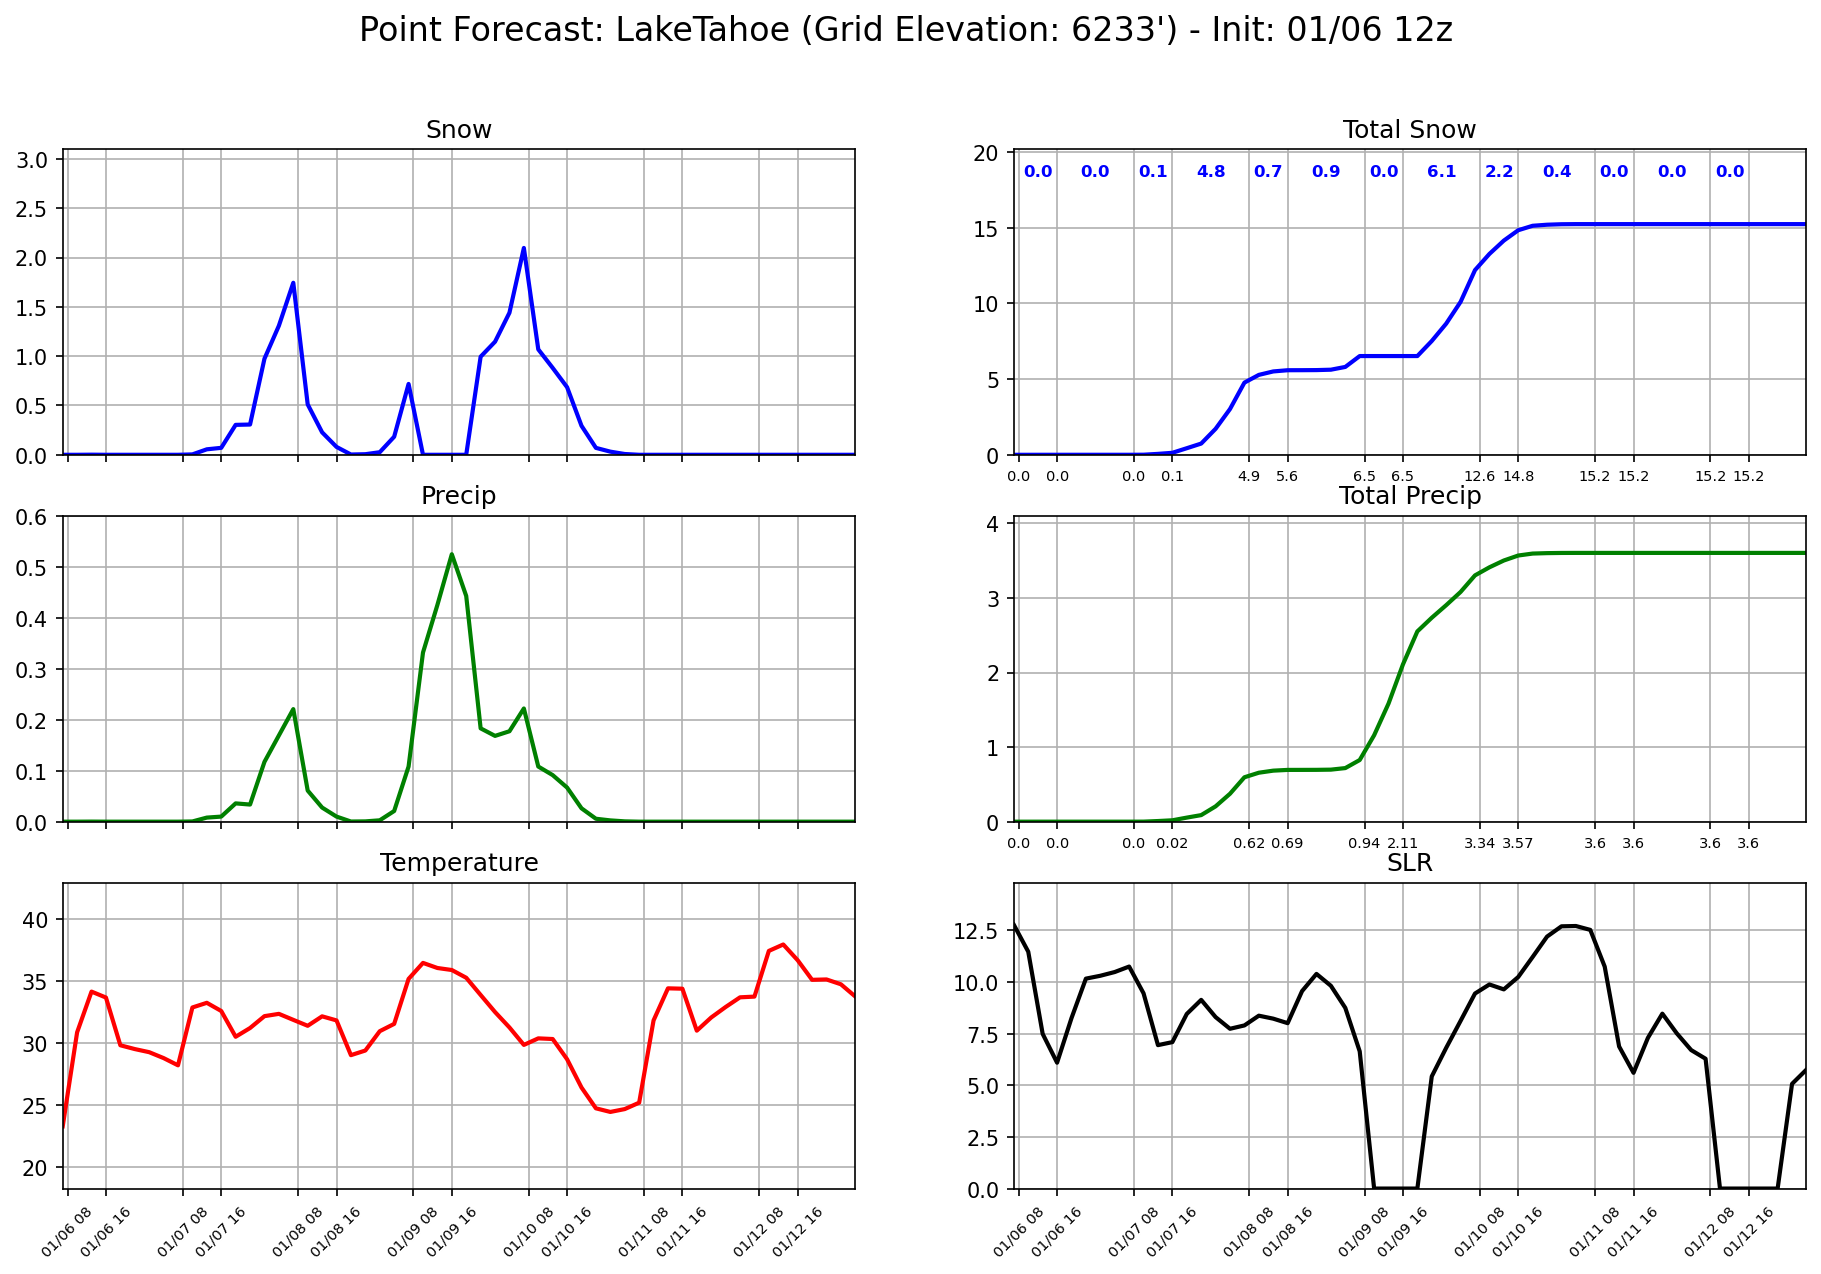 Point Forecast: LakeTahoe (Grid Elevation: 6233') - Init: 01/06 12z
Snow
3.0
2.5
2.0
1.5
1.0
0.5
0.0
Total Snow
20
15
10
5
0
0.0 0.0 0.1 4.8 0.7 0.9 0.0 6.1 2.2 0.4 0.0 0.0 0.0
0.0 0.0 0.0 0.1 4.9 5.6 6.5 6.5 12.6 14.8 15.2 15.2 15.2 15.2
Precip
0.6
0.5
0.4
0.3
0.2
0.1
0.0
Total Precip
4
3
2
1
0
0.0 0.0 0.0 0.02 0.62 0.69 0.94 2.11 3.34 3.57 3.6 3.6 3.6 3.6
Temperature
40
35
30
25
20
01/06 08 01/06 16 01/07 08 01/07 16 01/08 08 01/08 16 01/09 08 01/09 16 01/10 08 01/10 16 01/11 08 01/11 16 01/12 08 01/12 16
SLR
12.5
10.0
7.5
5.0
2.5
0.0
01/06 08 01/06 16 01/07 08 01/07 16 01/08 08 01/08 16 01/09 08 01/09 16 01/10 08 01/10 16 01/11 08 01/11 16 01/12 08 01/12 16